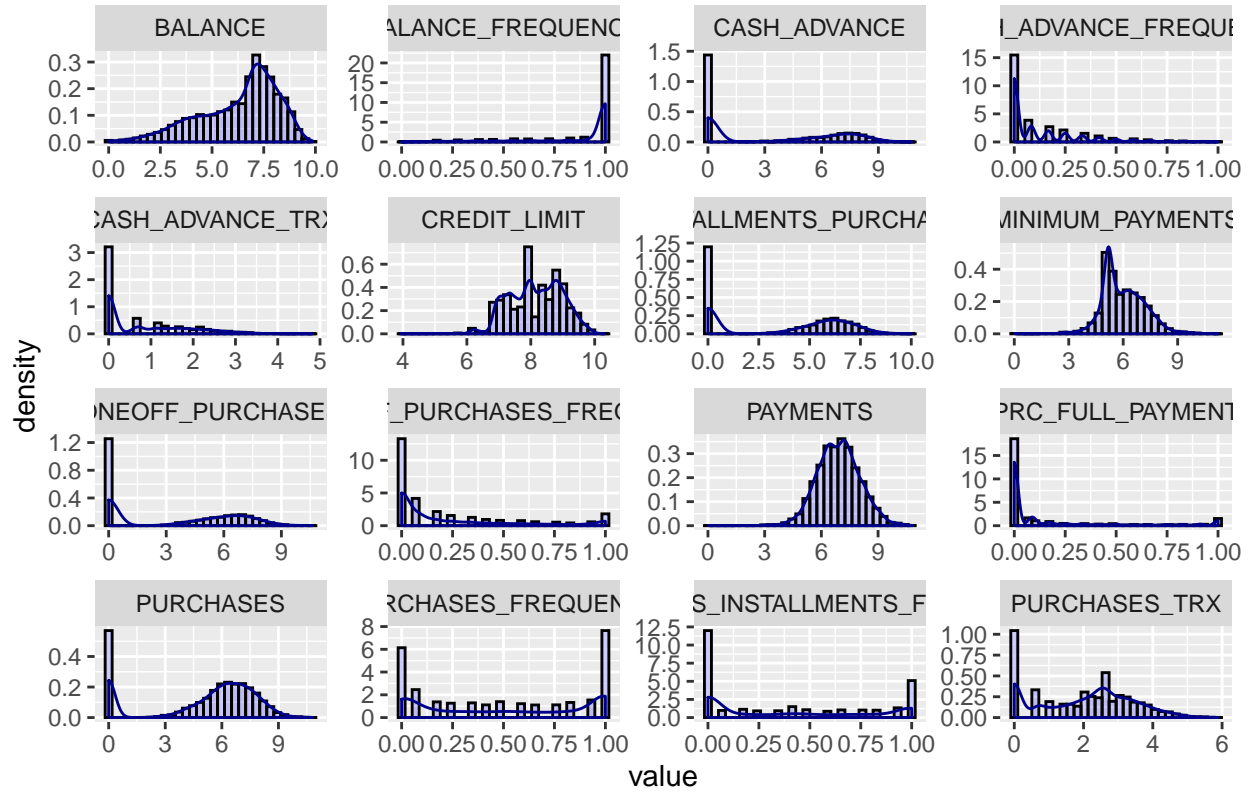 BALANCE
ALANCE_FREQUENC
CASH_ADVANCE
H_ADVANCE_FREQUE
0.3
0.2
0.1
0.0
20
15
10
5
0
1.5
1.0
0.5
0.0
15
10
5
0
0.0 2.5 5.0 7.5 10.0
0.00 0.25 0.50 0.75 1.00
0 3 6 9
0.00 0.25 0.50 0.75 1.00
CASH_ADVANCE_TRX
CREDIT_LIMIT
ALLMENTS_PURCHA
MINIMUM_PAYMENTS
3
2
1
0
0.6
0.4
0.2
0.0
1.25
1.00
0.75
0.50
0.25
0.00
0.4
0.2
0.0
0 1 2 3 4 5
4 6 8 10
0.0 2.5 5.0 7.5 10.0
0 3 6 9
density
ONEOFF_PURCHASE
F_PURCHASES_FREQ
PAYMENTS
PRC_FULL_PAYMENT
1.2
0.8
0.4
0.0
10
5
0
0.3
0.2
0.1
0.0
15
10
5
0
0 3 6 9
0.00 0.25 0.50 0.75 1.00
0 3 6 9
0.00 0.25 0.50 0.75 1.00
PURCHASES
RCHASES_FREQUEN
S_INSTALLMENTS_F
PURCHASES_TRX
0.4
0.2
0.0
8
6
4
2
0
12.5
10.0
7.5
5.0
2.5
0.0
1.00
0.75
0.50
0.25
0.00
0 3 6 9
0.00 0.25 0.50 0.75 1.00
0.00 0.25 0.50 0.75 1.00
0 2 4 6
value